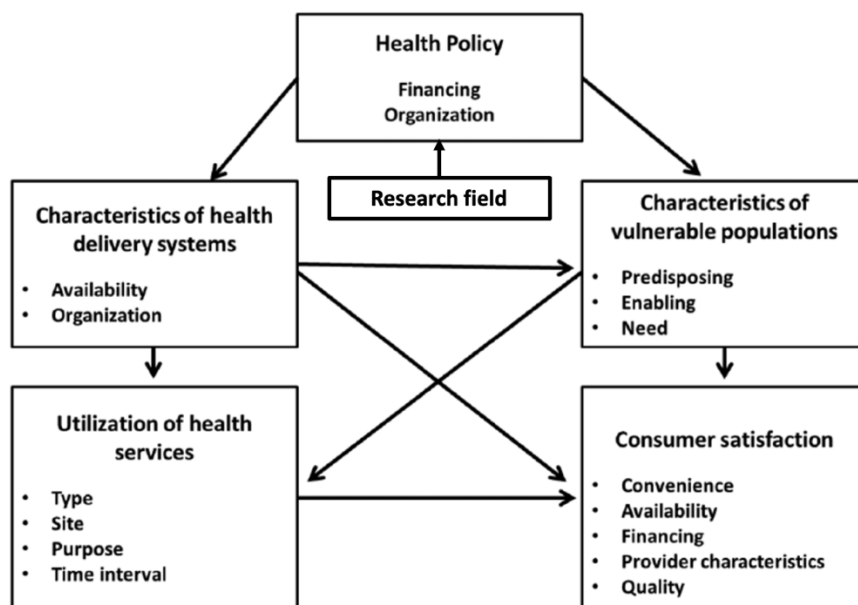 Health Policy
Financing
Organization
Research field
Characteristics of health
delivery systems
• Availability
• Organization
Characteristics of
vulnerable populations
• Predisposing
• Enabling
• Need
Utilization of health
services
• Type
• Site
• Purpose
• Time interval
Consumer satisfaction
• Convenience
• Availability
• Financing
• Provider characteristics
• Quality